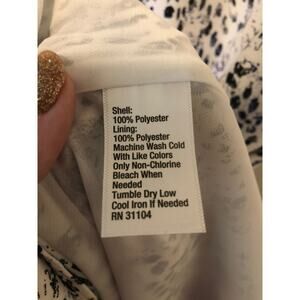 Shell:
100% Polyester
Lining:
100% Polyester
Machine Wash Cold
With Like Colors
Only Non-Chlorine
Bleach When
Needed
Tumble Dry Low
Cool Iron If Needed
RN 31104